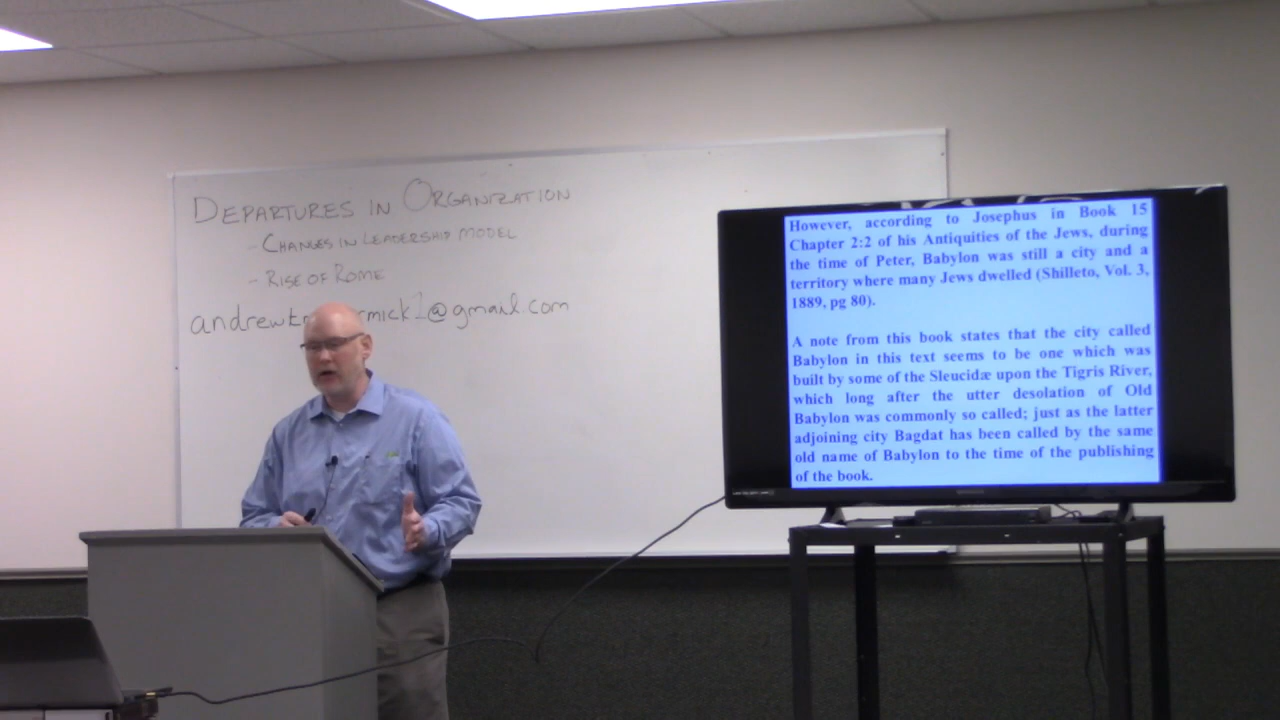 DEPARTURES IN ORGANIZATION
- CHANGES IN LEADERSHIP MODEL
- RISE OF ROME
andrewt rmick1@gmail.com
However, according to Josephus in Book 15
Chapter 2:2 of his Antiquities of the Jews, during
the time of Peter, Babylon was still a city and a
territory where many Jews dwelled (Shilleto, Vol. 3,
1889, pg 80).
A note from this book states that the city called
Babylon in this text seems to be one which was
built by some of the Sleucidæ upon the Tigris River,
which long after the utter desolation of Old
Babylon was commonly so called; just as the latter
adjoining city Bagdat has been called by the same
old name of Babylon to the time of the publishing
of the book.